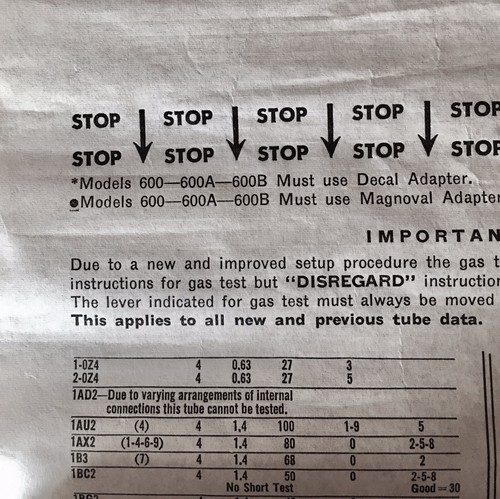 STOP STOP STOP STOP STOP
STOP STOP STOP STOP STOP
*Models 600—600A—600B Must use Decal Adapter.
●Models 600—600A—600B Must use Magnoval Adapter
IMPORTAN
Due to a new and improved setup procedure the gas t
instructions for gas test but “DISREGARD” instruction
The lever indicated for gas test must always be moved
This applies to all new and previous tube data.
1-0Z4 4 0.63 27 3
2-0Z4 4 0.63 27 5
1AD2—Due to varying arrangements of internal
connections this tube cannot be tested.
1AU2 (4) 4 1.4 100 1-9 5
1AX2 (1-4-6-9) 4 1.4 80 0 2-5-8
1B3 (7) 4 1.4 68 0 2
1BC2 4 1.4 50 0 2-5-8
No Short Test Good=30